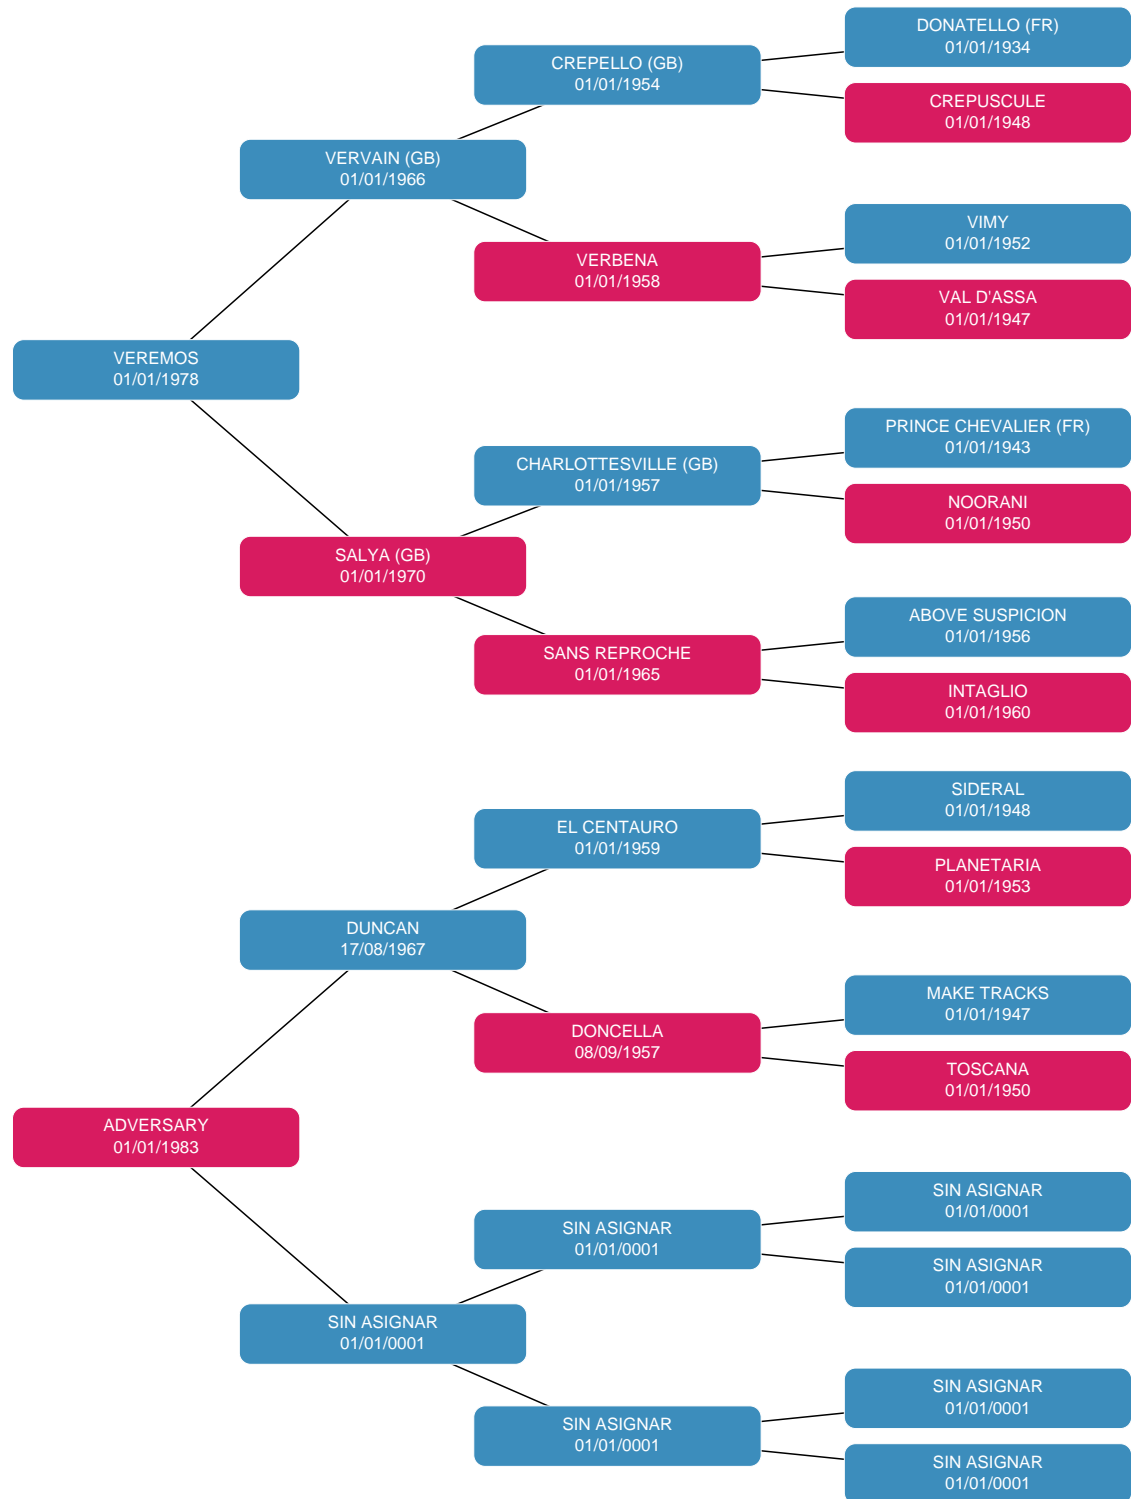 DONATELLO (FR)
01/01/1934
CREPELLO (GB)
01/01/1954
CREPUSCULE
01/01/1948
VERVAIN (GB)
01/01/1966
VIMY
01/01/1952
VERBENA
01/01/1958
VAL D'ASSA
01/01/1947
VEREMOS
01/01/1978
PRINCE CHEVALIER (FR)
01/01/1943
CHARLOTTESVILLE (GB)
01/01/1957
NOORANI
01/01/1950
SALYA (GB)
01/01/1970
ABOVE SUSPICION
01/01/1956
SANS REPROCHE
01/01/1965
INTAGLIO
01/01/1960
SIDERAL
01/01/1948
EL CENTAURO
01/01/1959
PLANETARIA
01/01/1953
DUNCAN
17/08/1967
MAKE TRACKS
01/01/1947
DONCELLA
08/09/1957
TOSCANA
01/01/1950
ADVERSARY
01/01/1983
SIN ASIGNAR
01/01/0001
SIN ASIGNAR
01/01/0001
SIN ASIGNAR
01/01/0001
SIN ASIGNAR
01/01/0001
SIN ASIGNAR
01/01/0001
SIN ASIGNAR
01/01/0001
SIN ASIGNAR
01/01/0001